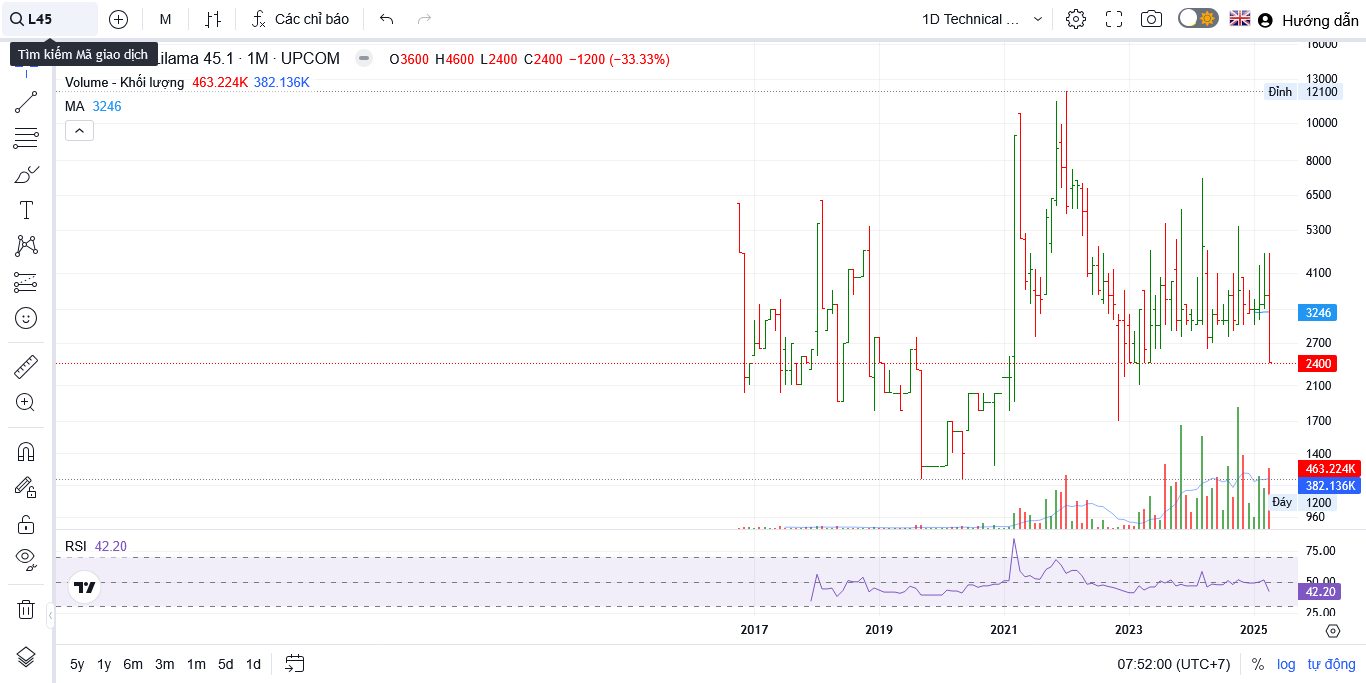 L45
M
Các chỉ báo
1D Technical ...
Hướng dẫn
Tìm kiếm Mã giao dịch
Lilama 45.1 · 1M · UPCOM
O3600 H4600 L2400 C2400 −1200 (−33.33%)
Volume - Khối lượng 463.224K 382.136K
MA 3246
16000
13000
Đỉnh 12100
10000
8000
6500
5300
4100
3246
2700
2400
2100
1700
1400
463.224K
382.136K
Đáy 1200
960
RSI 42.20
75.00
50.00
42.20
25.00
2017 2019 2021 2023 2025
5y 1y 6m 3m 1m 5d 1d
07:52:00 (UTC+7) % log tự động